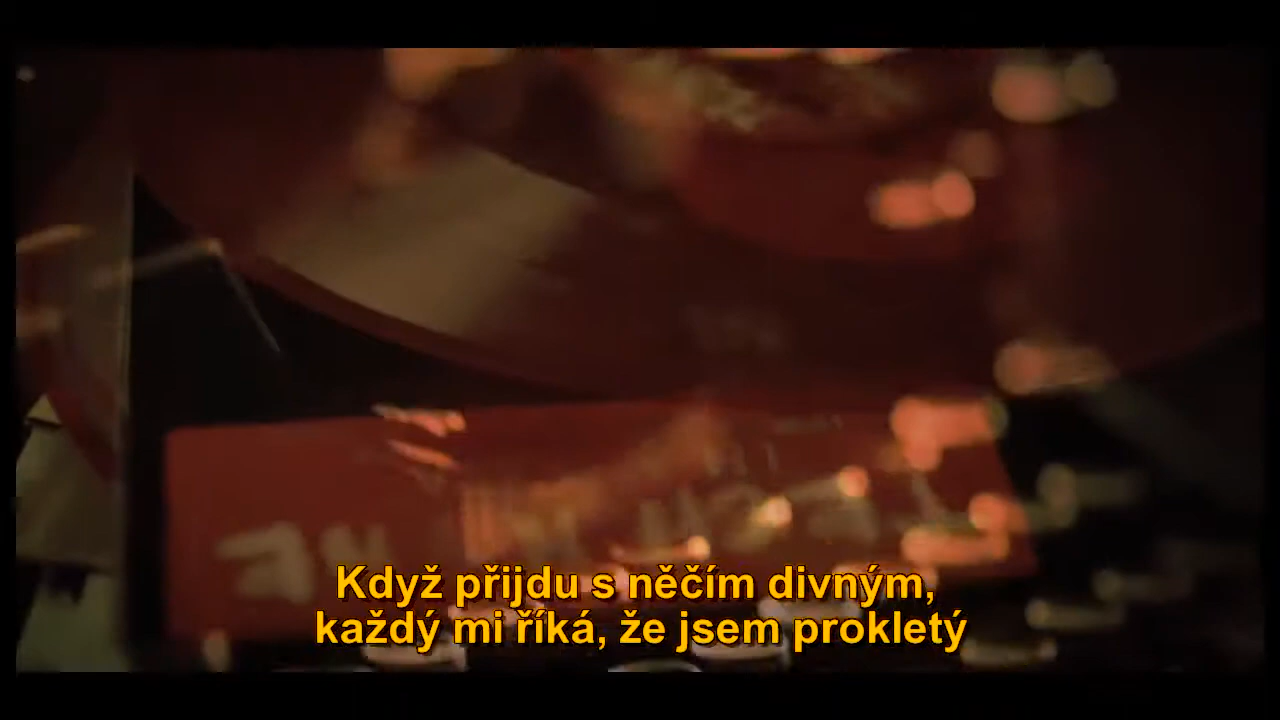 Když přijdu s něčím divným,
každý mi říká, že jsem prokletý